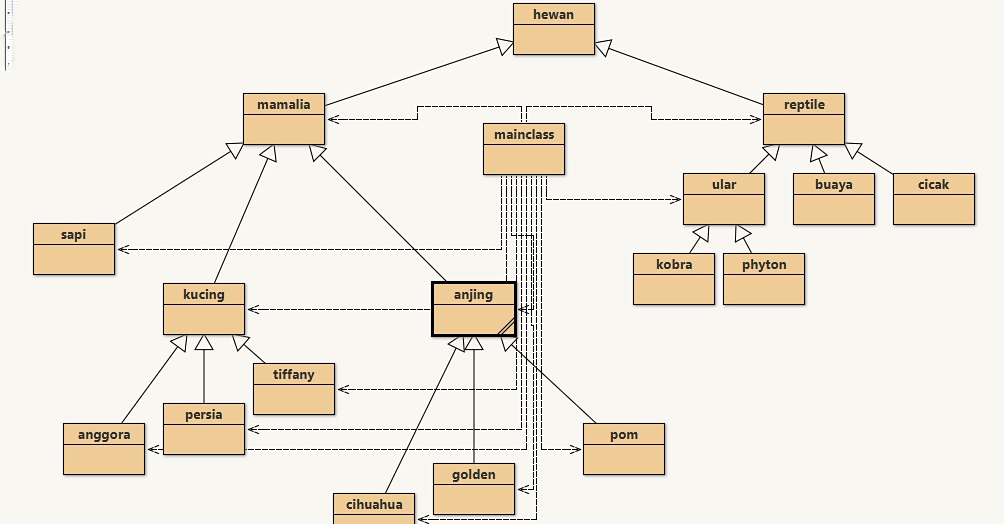 hewan
mamalia
reptile
mainclass
ular
buaya
cicak
sapi
kobra
phyton
kucing
anjing
tiffany
persia
anggora
pom
golden
cihuahua